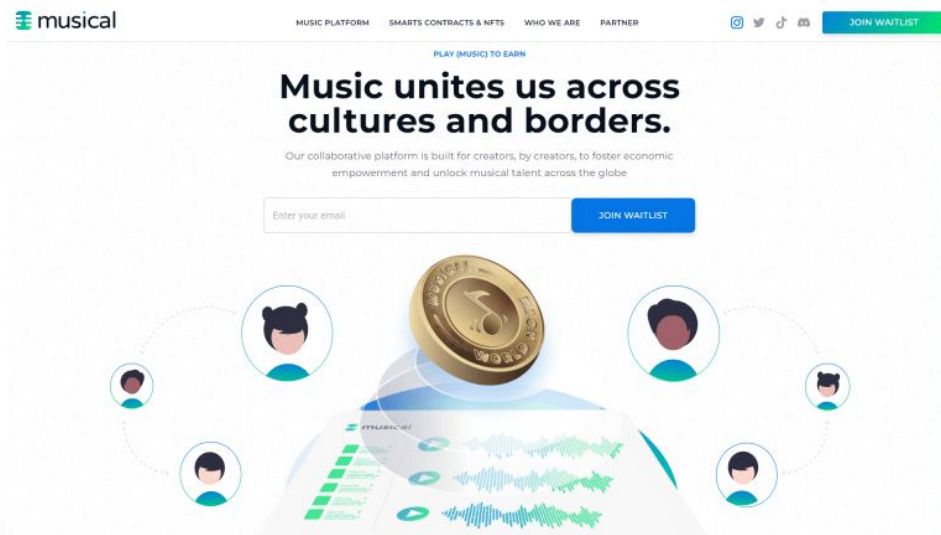 musical
MUSIC PLATFORM
SMARTS CONTRACTS & NFTS
WHO WE ARE
PARTNER
JOIN WAITLIST
PLAY (MUSIC) TO EARN
Music unites us across
cultures and borders.
Our collaborative platform is built for creators, by creators, to foster economic
empowerment and unlock musical talent across the globe
Enter your email
JOIN WAITLIST
MUSICAL
WORLD
musical